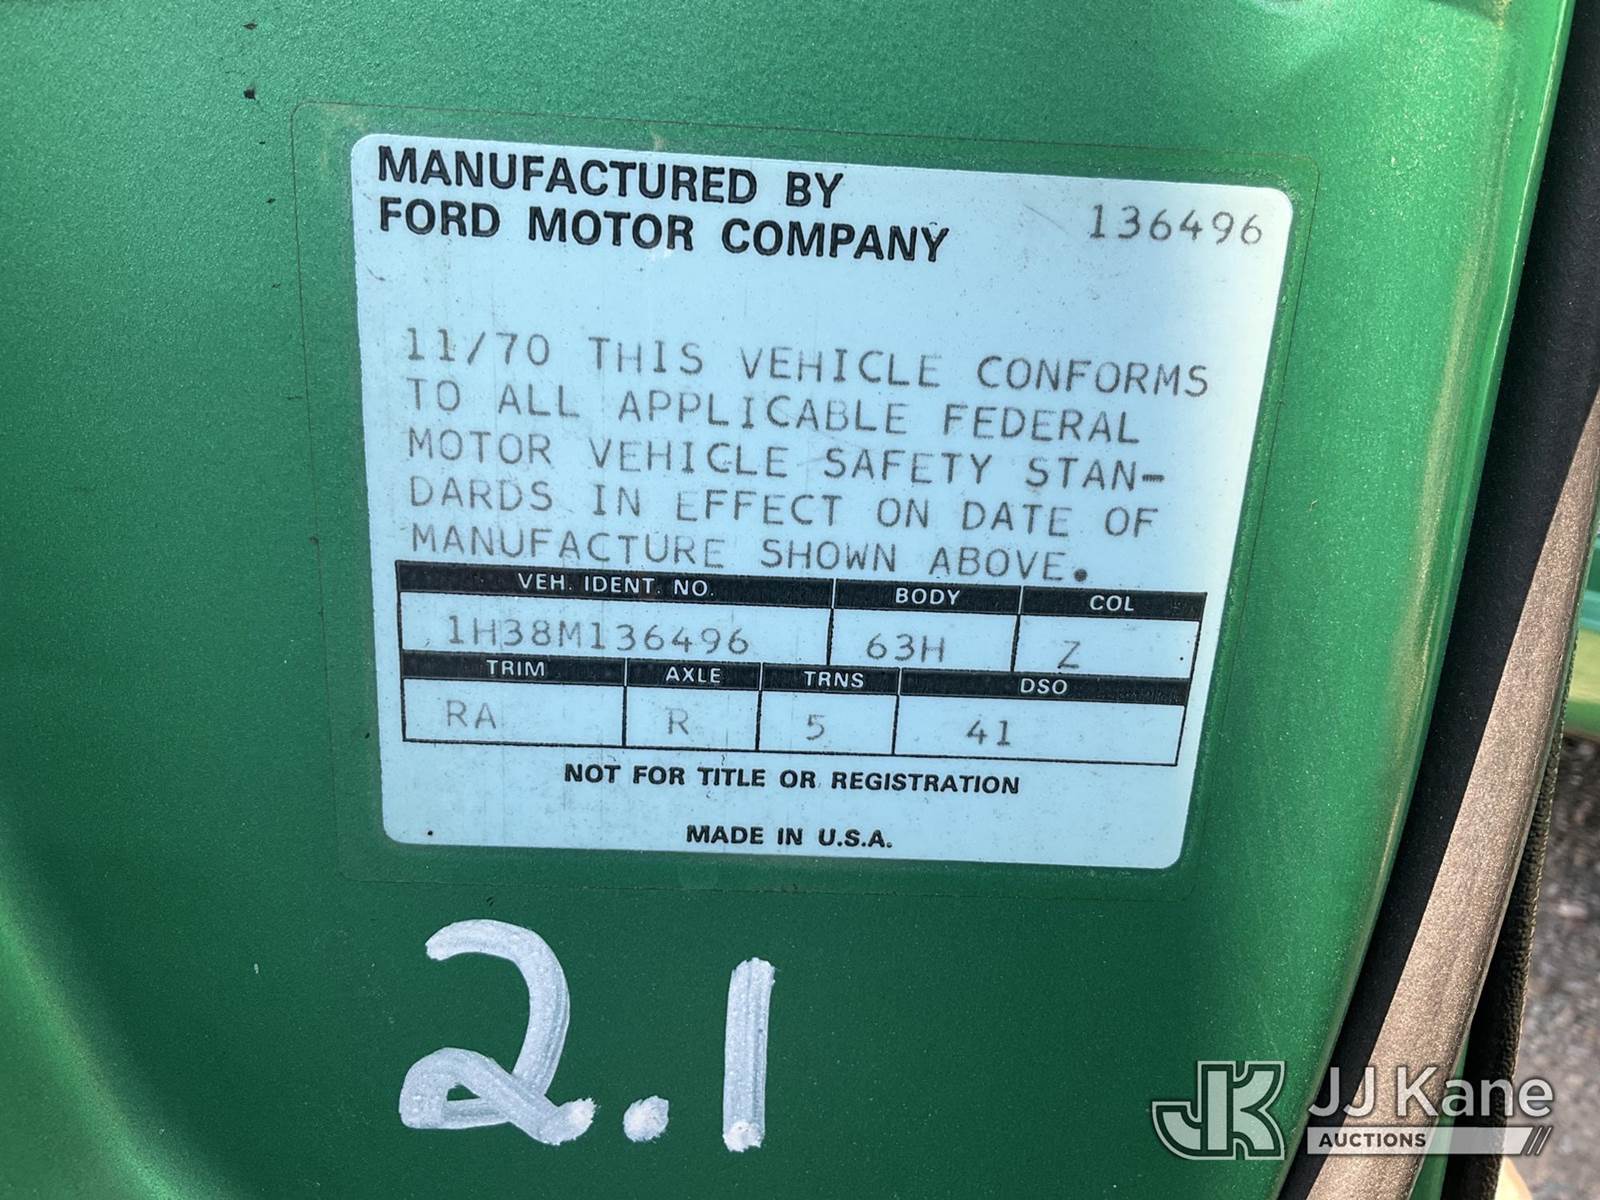 MANUFACTURED BY
FORD MOTOR COMPANY
136496
11/70 THIS VEHICLE CONFORMS
TO ALL APPLICABLE FEDERAL
MOTOR VEHICLE SAFETY STAN-
DARDS IN EFFECT ON DATE OF
MANUFACTURE SHOWN ABOVE.
VEH. IDENT. NO. BODY COL
1H38M136496 63H Z
TRIM AXLE TRNS DSO
RA R 5 41
NOT FOR TITLE OR REGISTRATION
MADE IN U.S.A.
2.1
JK JJ Kane
AUCTIONS